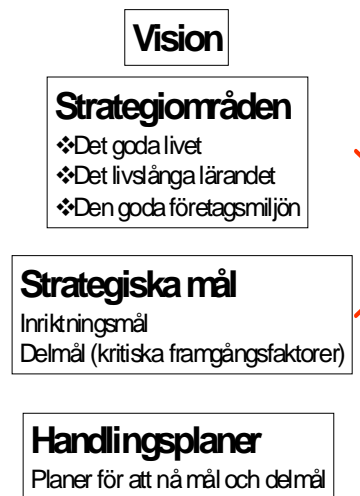 Vision
Strategiområden
❖Det goda livet
❖Det livslånga lärandet
❖Den goda företagsmiljön
Strategiska mål
Inriktningsmål
Delmål (kritiska framgångsfaktorer)
Handlingsplaner
Planer för att nå mål och delmål